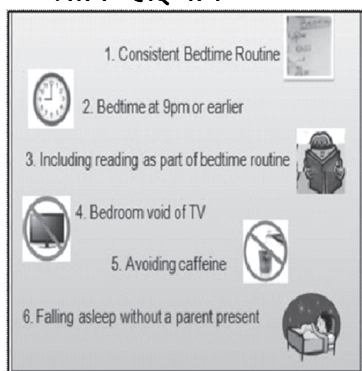 1. Consistent Bedtime Routine
2. Bedtime at 9pm or earlier
3. Including reading as part of bedtime routine
4. Bedroom void of TV
5. Avoiding caffeine
6. Falling asleep without a parent present